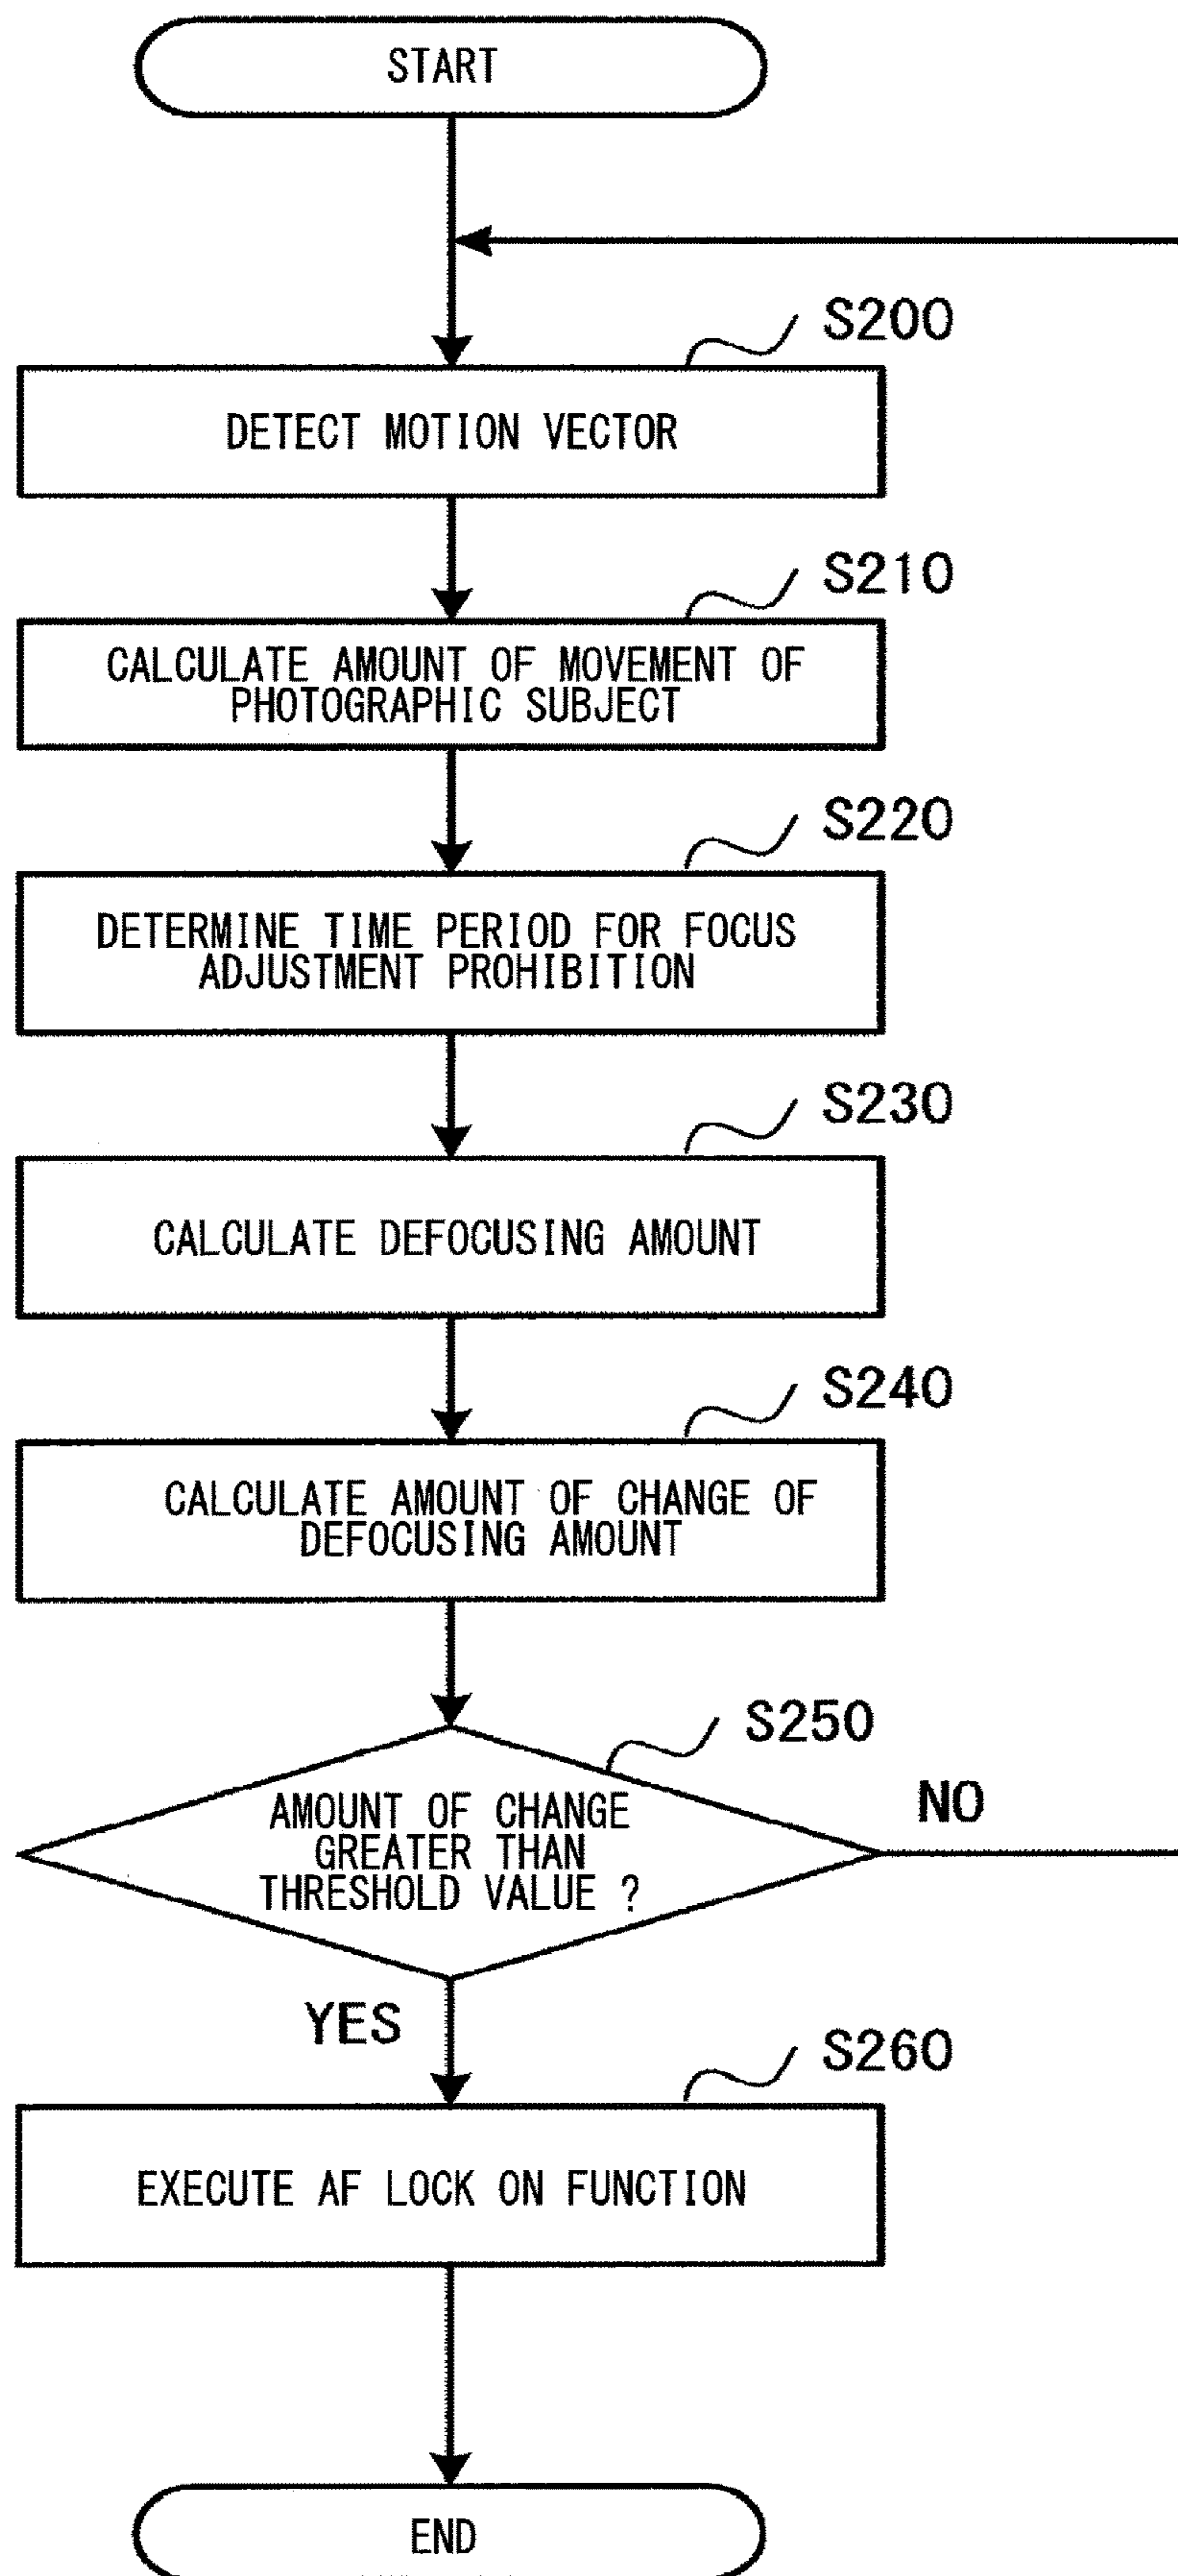 START
S200
DETECT MOTION VECTOR
S210
CALCULATE AMOUNT OF MOVEMENT OF
PHOTOGRAPHIC SUBJECT
S220
DETERMINE TIME PERIOD FOR FOCUS
ADJUSTMENT PROHIBITION
S230
CALCULATE DEFOCUSING AMOUNT
S240
CALCULATE AMOUNT OF CHANGE OF
DEFOCUSING AMOUNT
S250
AMOUNT OF CHANGE
GREATER THAN
THRESHOLD VALUE ?
NO
YES
S260
EXECUTE AF LOCK ON FUNCTION
END